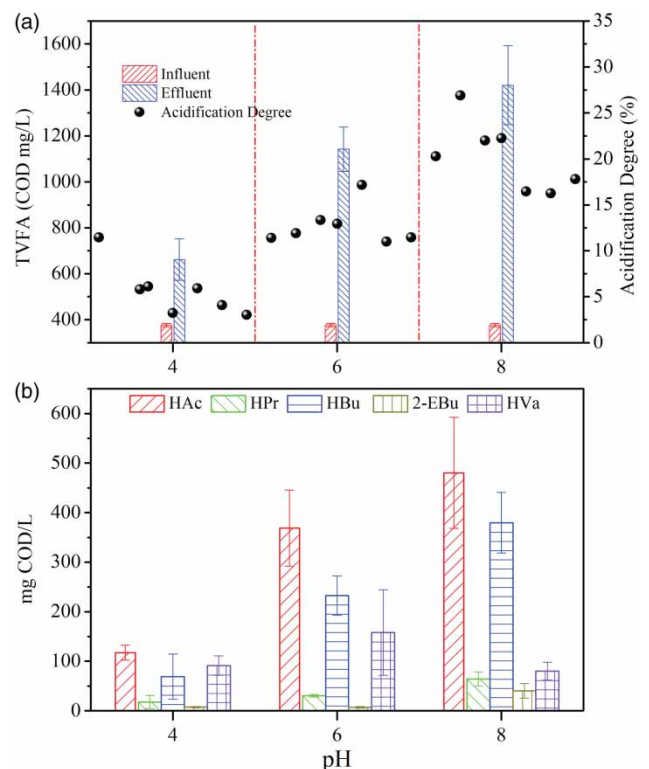 (a)
1600
1400
1200
1000
800
600
400
TVFA (COD mg/L)
Influent
Effluent
Acidification Degree
35
30
25
20
15
10
5
0
Acidification Degree (%)
4 6 8
(b)
HAc HPr HBu 2-EBu HVa
600
500
400
300
200
100
0
mg COD/L
4 6 8
pH